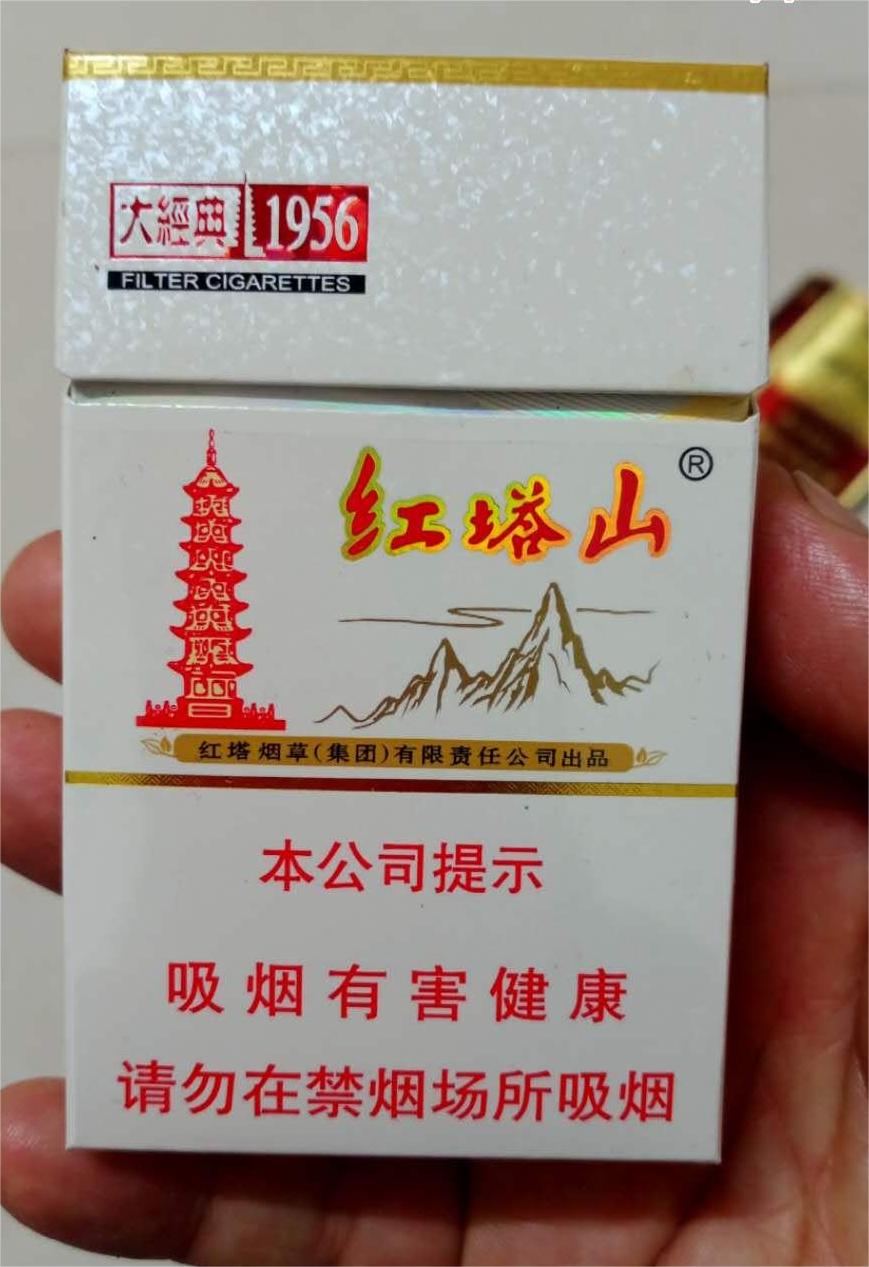 大經典 1956
FILTER CIGARETTES
红塔山®
红塔烟草(集团)有限责任公司出品
本公司提示
吸烟有害健康
请勿在禁烟场所吸烟